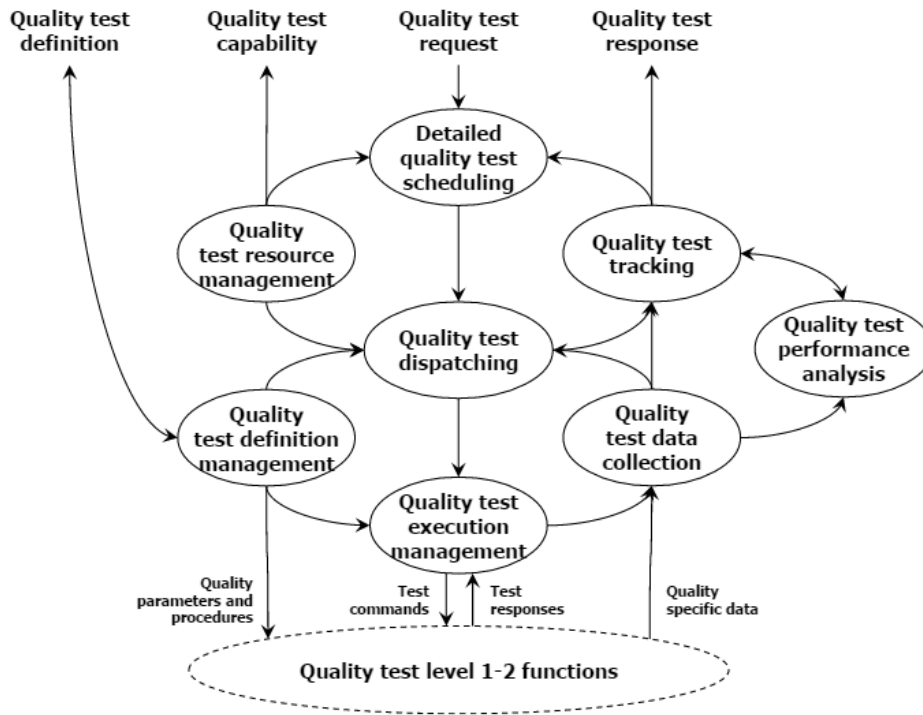 Quality test
definition
Quality test
capability
Quality test
request
Quality test
response
Detailed
quality test
scheduling
Quality
test resource
management
Quality test
tracking
Quality test
dispatching
Quality test
performance
analysis
Quality
test definition
management
Quality
test data
collection
Quality test
execution
management
Quality
parameters and
procedures
Test
commands
Test
responses
Quality
specific data
Quality test level 1-2 functions